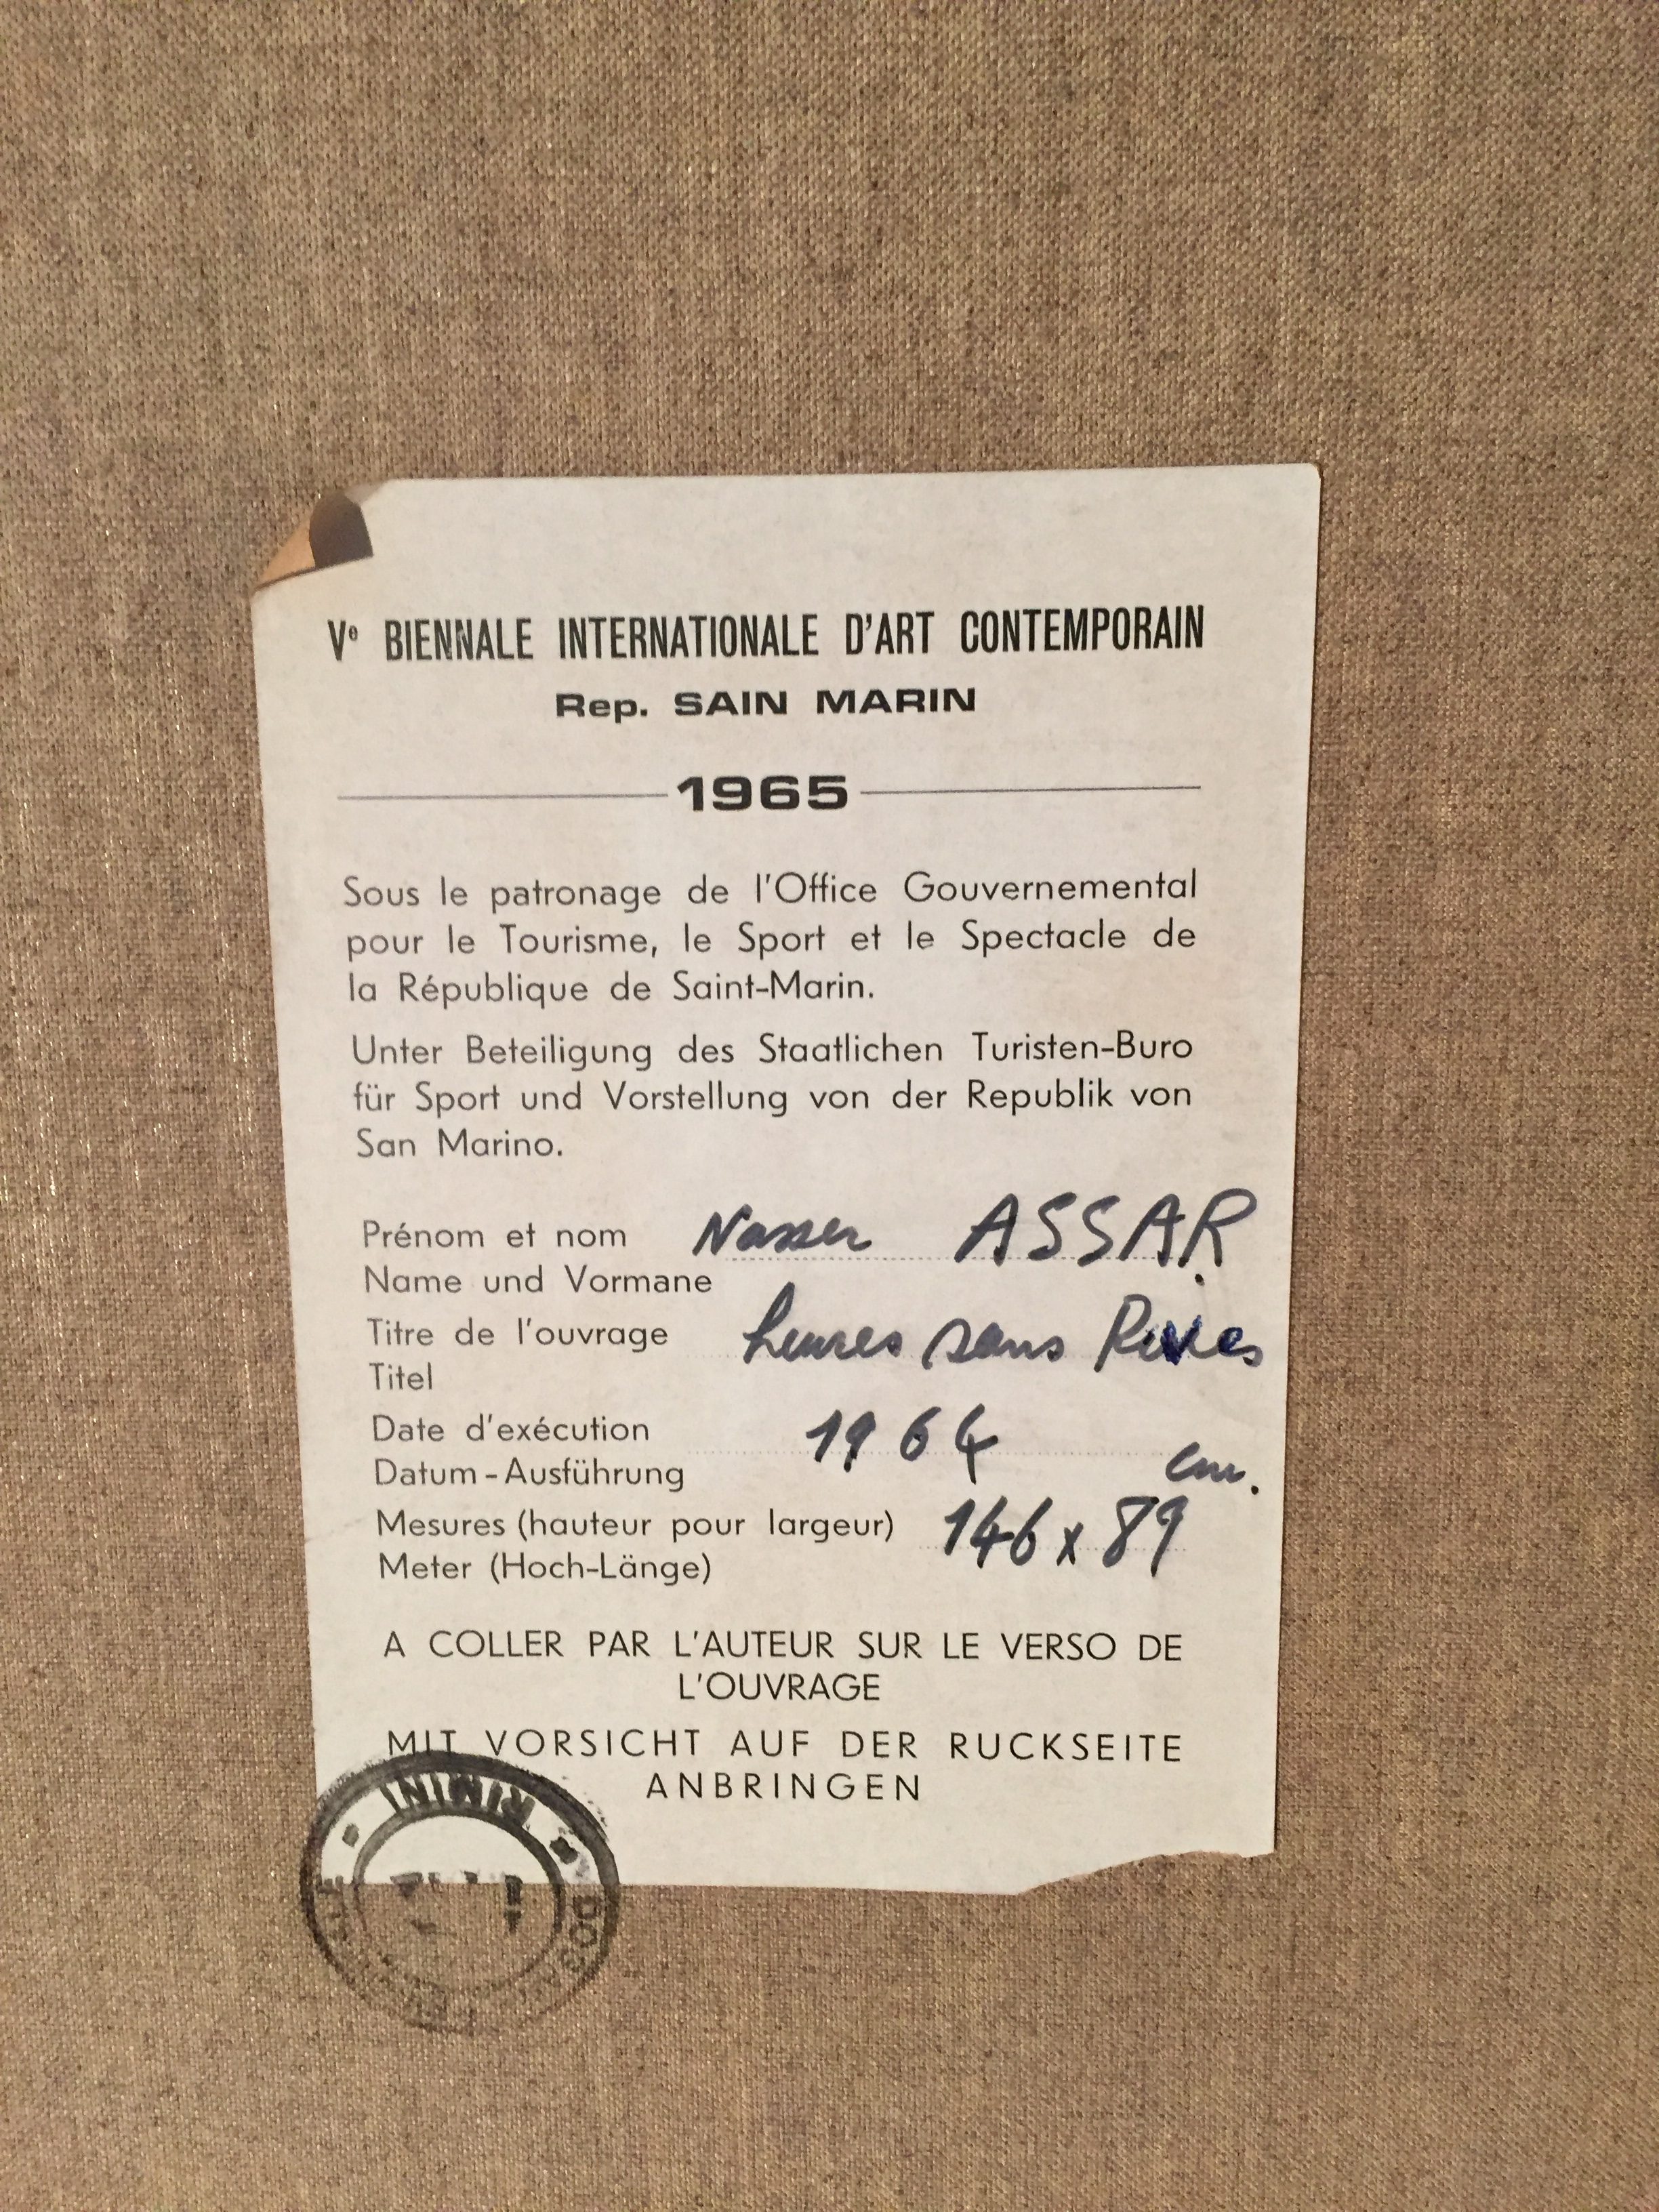 Ve BIENNALE INTERNATIONALE D'ART CONTEMPORAIN
Rep. SAIN MARIN
1965
Sous le patronage de l'Office Gouvernemental
pour le Tourisme, le Sport et le Spectacle de
la République de Saint-Marin.
Unter Beteiligung des Staatlichen Turisten-Buro
für Sport und Vorstellung von der Republik von
San Marino.
Prénom et nom Nasser ASSAR
Name und Vormane
Titre de l'ouvrage heures sans Rives
Titel
Date d'exécution 1964
Datum-Ausführung cm.
Mesures (hauteur pour largeur) 146 x 89
Meter (Hoch-Länge)
A COLLER PAR L'AUTEUR SUR LE VERSO DE
L'OUVRAGE
MIT VORSICHT AUF DER RUCKSEITE
ANBRINGEN
RIMINI